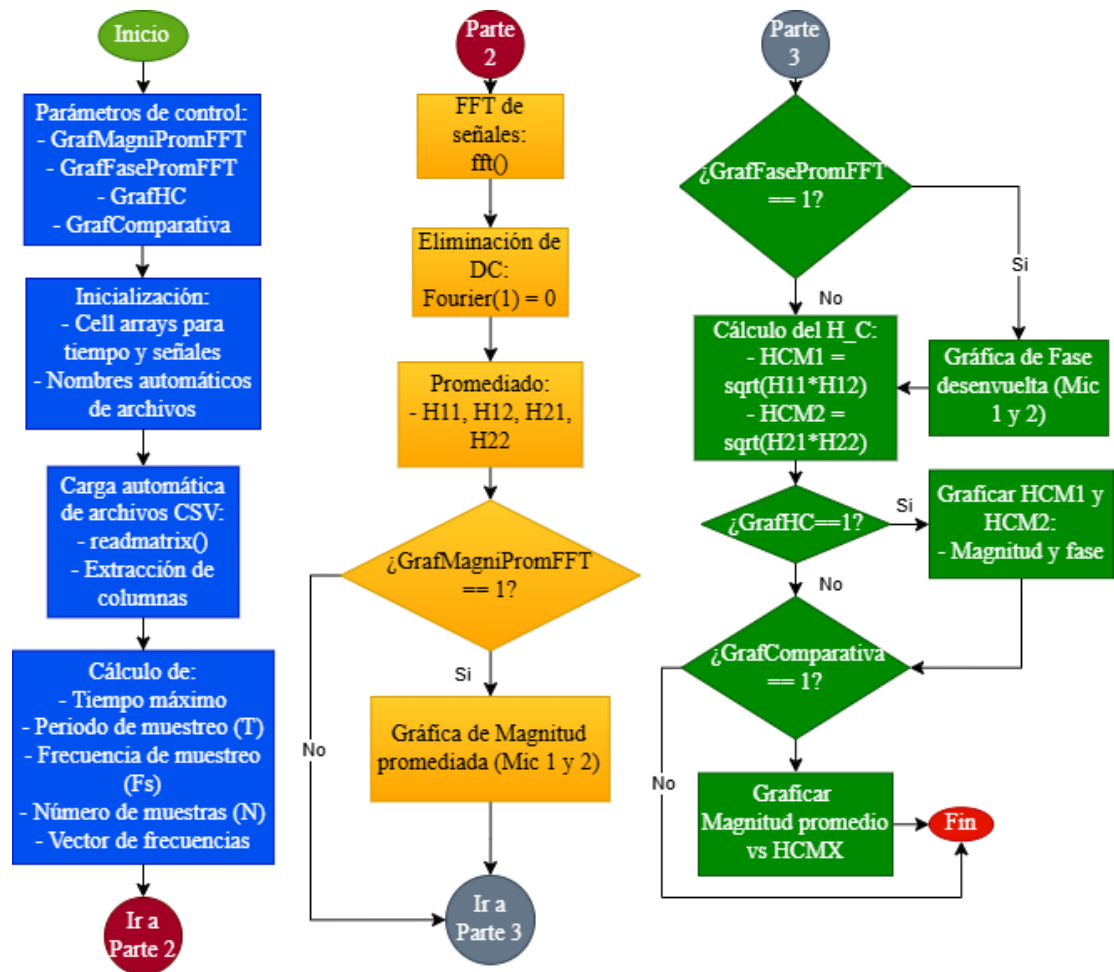 Inicio
Parámetros de control:
- GrafMagniPromFFT
- GrafFasePromFFT
- GrafHC
- GrafComparativa
Inicialización:
- Cell arrays para
tiempo y señales
- Nombres automáticos
de archivos
Carga automática
de archivos CSV:
- readmatrix()
- Extracción de
columnas
Cálculo de:
- Tiempo máximo
- Periodo de muestreo (T)
- Frecuencia de muestreo
(Fs)
- Número de muestras (N)
- Vector de frecuencias
Ir a
Parte 2
Parte
2
FFT de
señales:
fft()
Eliminación de
DC:
Fourier(1) = 0
Promediado:
- H11, H12, H21,
H22
¿GrafMagniPromFFT
== 1?
Si
No
Gráfica de Magnitud
promediada (Mic 1 y 2)
Ir a
Parte 3
Parte
3
¿GrafFasePromFFT
== 1?
Si
No
Gráfica de Fase
desenvuelta (Mic
1 y 2)
Cálculo del H_C:
- HCM1 =
sqrt(H11*H12)
- HCM2 =
sqrt(H21*H22)
¿GrafHC==1?
Si
No
Graficar HCM1 y
HCM2:
- Magnitud y fase
¿GrafComparativa
== 1?
No
Graficar
Magnitud promedio
vs HCMX
Fin